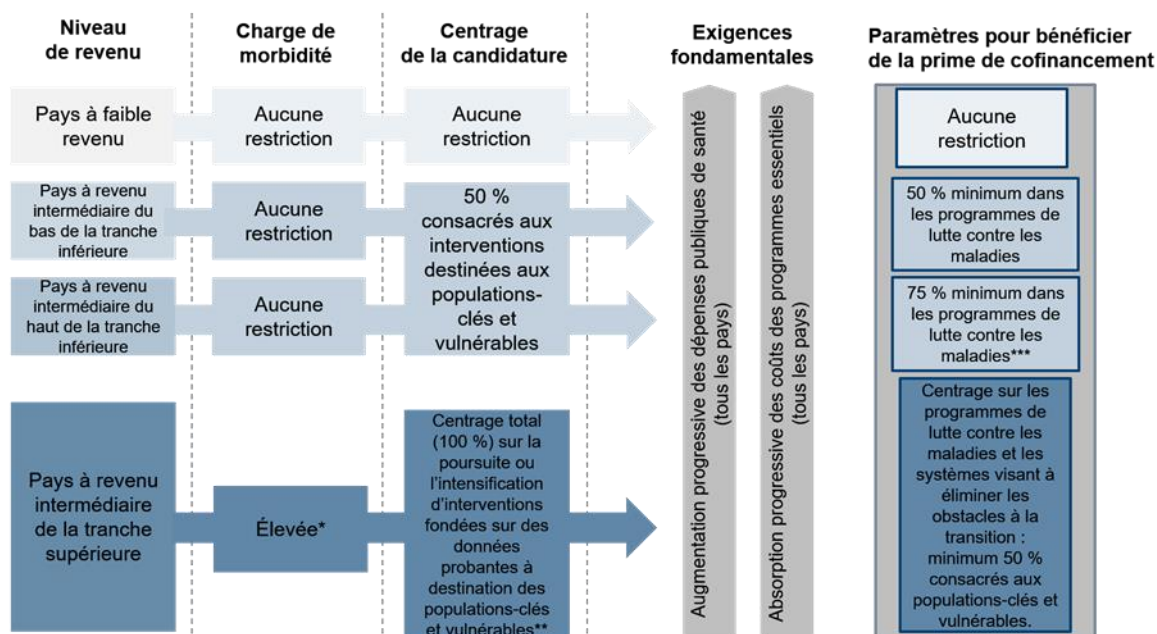 Niveau
de revenu
Charge de
morbidité
Centrage
de la candidature
Exigences
fondamentales
Paramètres pour bénéficier
de la prime de cofinancement
Pays à faible
revenu
Aucune
restriction
Aucune
restriction
Pays à revenu
intermédiaire du
bas de la tranche
inférieure
Aucune
restriction
50 %
consacrés aux
interventions
destinées aux
populations-
clés et
vulnérables
Pays à revenu
intermédiaire du
haut de la tranche
inférieure
Aucune
restriction
Pays à revenu
intermédiaire
de la tranche
supérieure
Élevée*
Centrage total
(100 %) sur la
poursuite ou
l’intensification
d’interventions
fondées sur des
données
probantes à
destination des
populations-clés
et vulnérables**
Augmentation progressive des dépenses publiques de santé
(tous les pays)
Absorption progressive des coûts des programmes essentiels
(tous les pays)
Aucune
restriction
50 % minimum dans
les programmes de
lutte contre les
maladies
75 % minimum dans
les programmes de
lutte contre les
maladies***
Centrage sur les
programmes de
lutte contre les
maladies et les
systèmes visant à
éliminer les
obstacles à la
transition :
minimum 50 %
consacrés aux
populations-clés et
vulnérables.